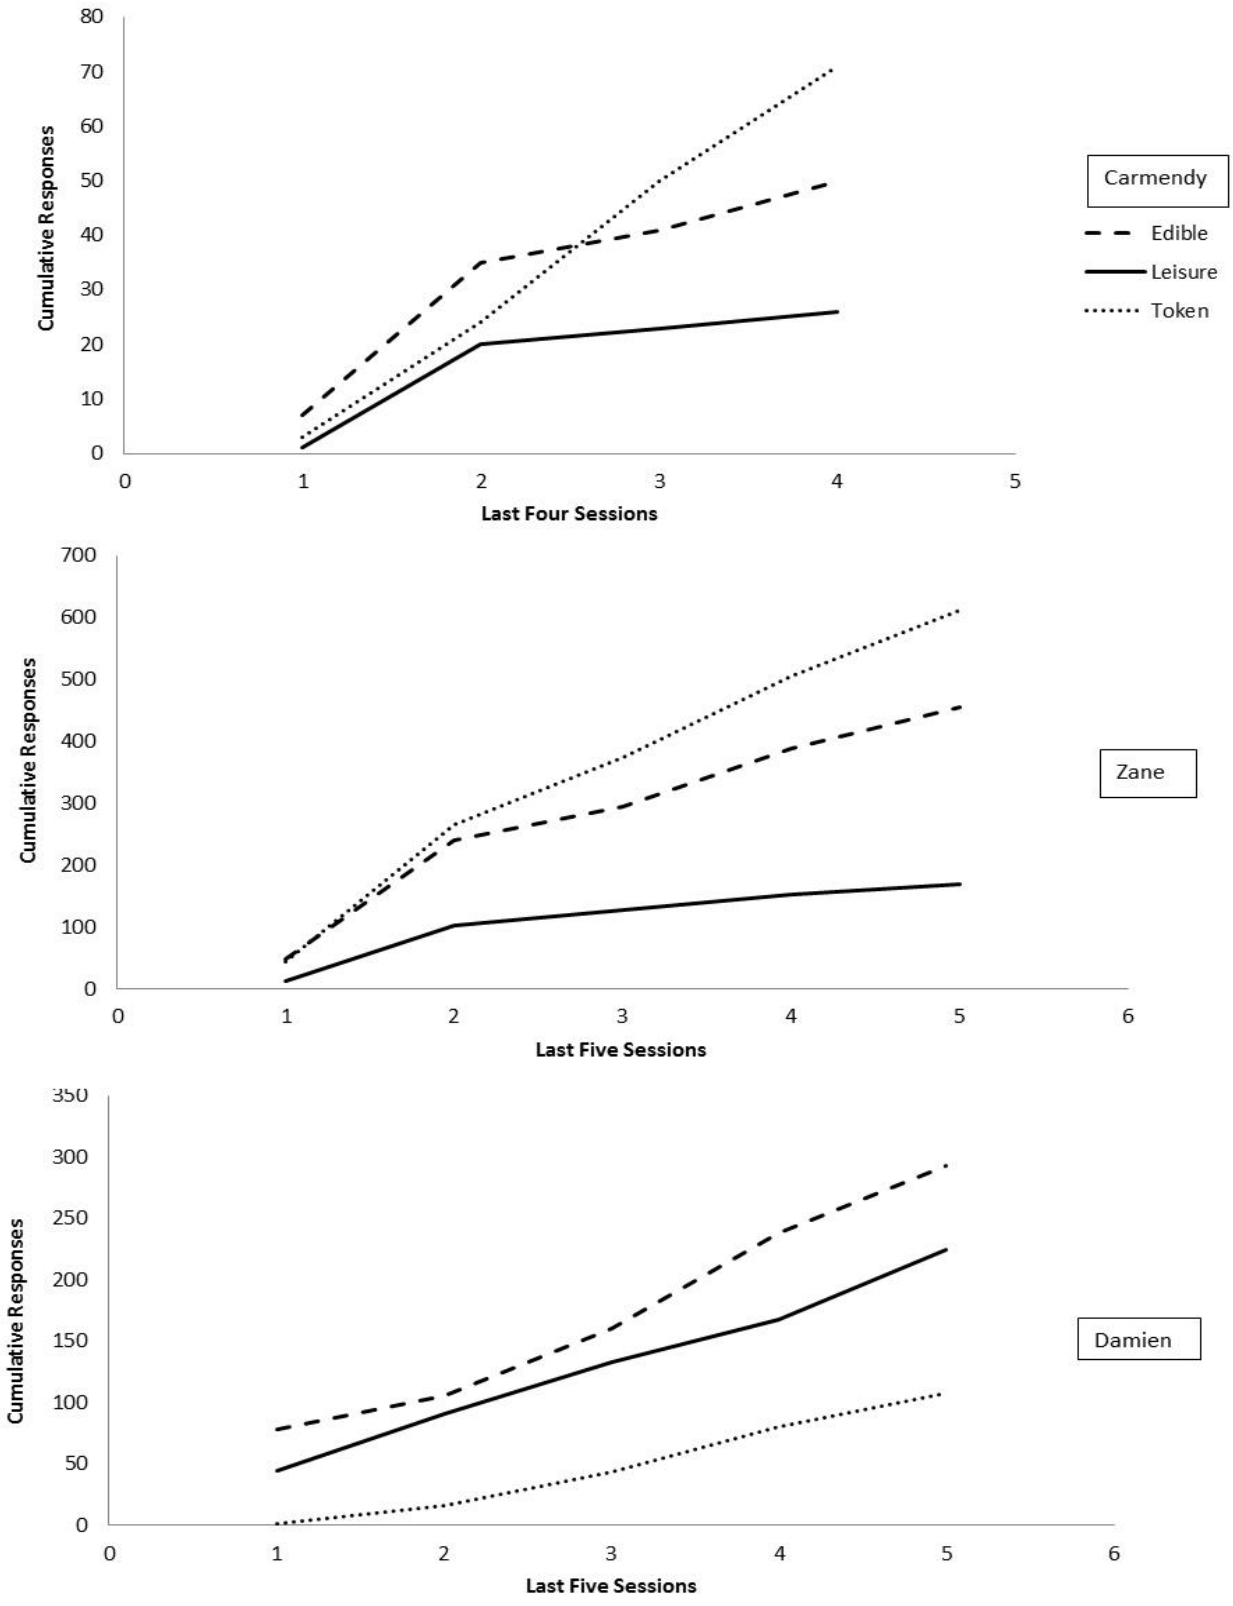 80
70
60
50
40
30
20
10
0
Cumulative Responses
0 1 2 3 4 5
Last Four Sessions
Carmendy
Edible
Leisure
Token
700
600
500
400
300
200
100
0
Cumulative Responses
0 1 2 3 4 5 6
Last Five Sessions
Zane
350
300
250
200
150
100
50
0
Cumulative Responses
0 1 2 3 4 5 6
Last Five Sessions
Damien